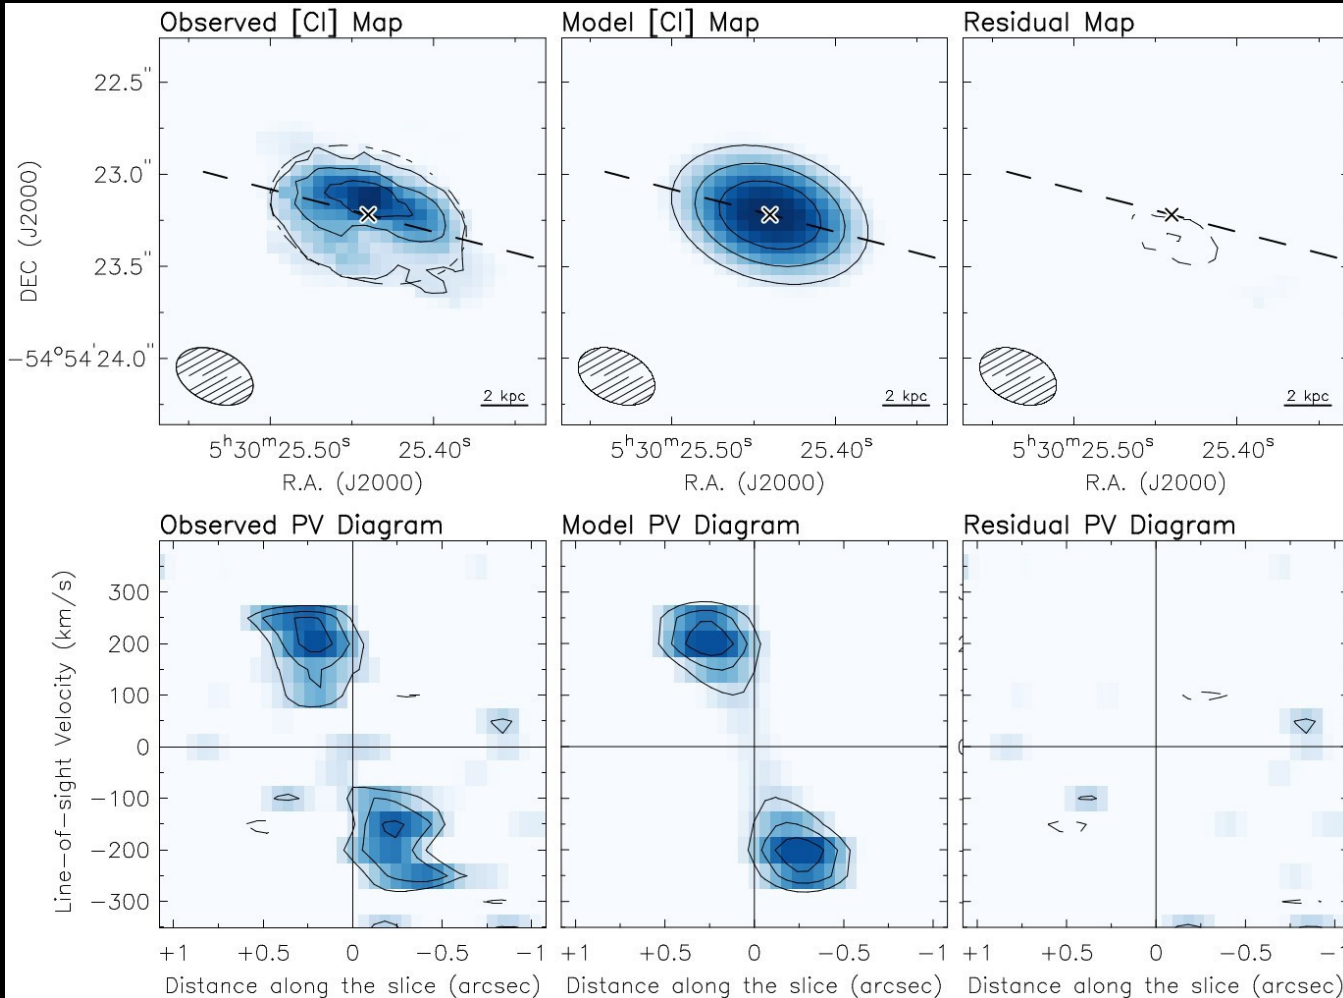 Observed [CI] Map
Model [CI] Map
Residual Map
DEC (J2000)
22.5"
23.0"
23.5"
−54°54'24.0"
2 kpc
2 kpc
2 kpc
5ʰ30ᵐ25.50ˢ 25.40ˢ
5ʰ30ᵐ25.50ˢ 25.40ˢ
5ʰ30ᵐ25.50ˢ 25.40ˢ
R.A. (J2000)
R.A. (J2000)
R.A. (J2000)
Observed PV Diagram
Model PV Diagram
Residual PV Diagram
Line−of−sight Velocity (km/s)
300
200
100
0
−100
−200
−300
+1 +0.5 0 −0.5 −1
+1 +0.5 0 −0.5 −1
+1 +0.5 0 −0.5
Distance along the slice (arcsec)
Distance along the slice (arcsec)
Distance along the slice (arcsec)